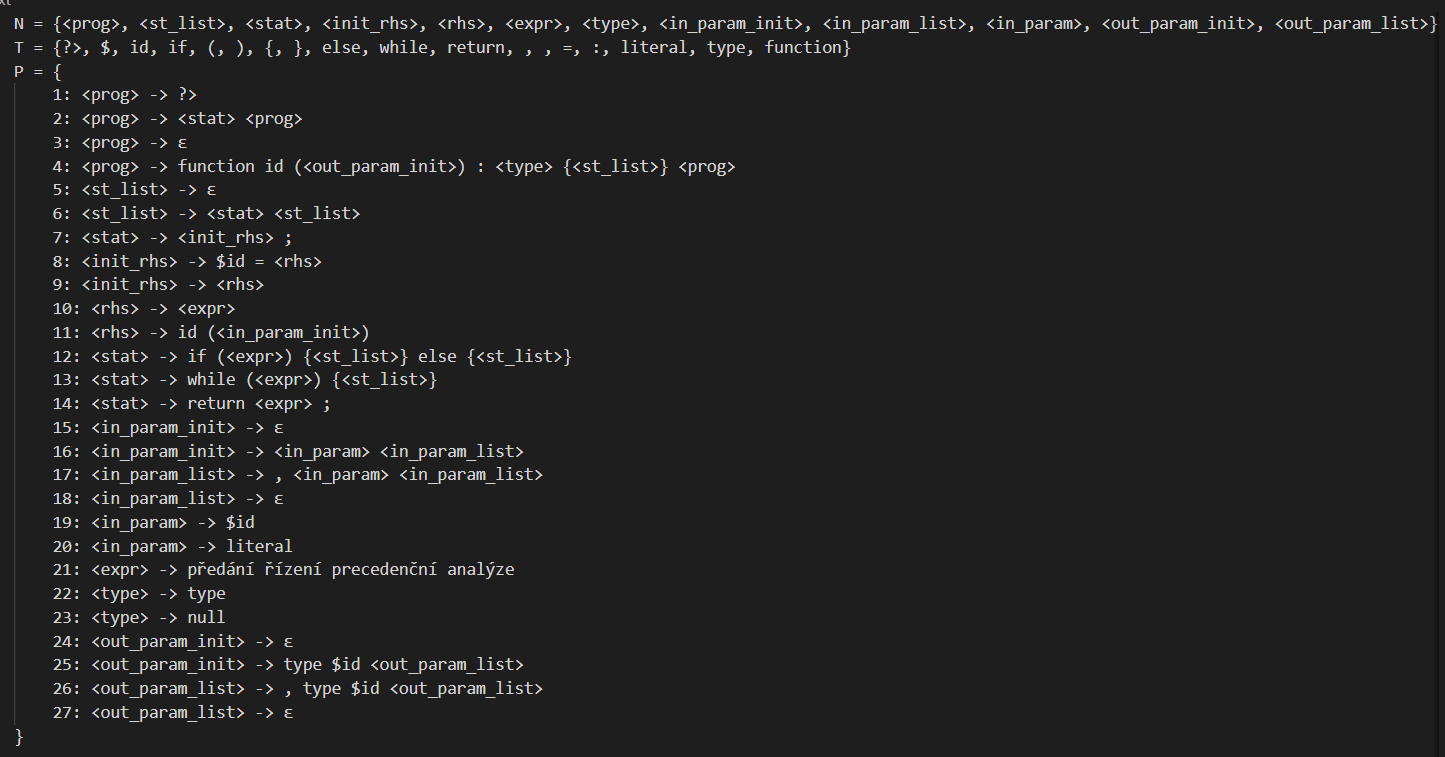 N = {<prog>, <st_list>, <stat>, <init_rhs>, <rhs>, <expr>, <type>, <in_param_init>, <in_param_list>, <in_param>, <out_param_init>, <out_param_list>}
T = {?>, $, id, if, (, ), {, }, else, while, return, , , =, :, literal, type, function}
P = {
1: <prog> -> ?>
2: <prog> -> <stat> <prog>
3: <prog> -> ε
4: <prog> -> function id (<out_param_init>) : <type> {<st_list>} <prog>
5: <st_list> -> ε
6: <st_list> -> <stat> <st_list>
7: <stat> -> <init_rhs> ;
8: <init_rhs> -> $id = <rhs>
9: <init_rhs> -> <rhs>
10: <rhs> -> <expr>
11: <rhs> -> id (<in_param_init>)
12: <stat> -> if (<expr>) {<st_list>} else {<st_list>}
13: <stat> -> while (<expr>) {<st_list>}
14: <stat> -> return <expr> ;
15: <in_param_init> -> ε
16: <in_param_init> -> <in_param> <in_param_list>
17: <in_param_list> -> , <in_param> <in_param_list>
18: <in_param_list> -> ε
19: <in_param> -> $id
20: <in_param> -> literal
21: <expr> -> předání řízení precedenční analýze
22: <type> -> type
23: <type> -> null
24: <out_param_init> -> ε
25: <out_param_init> -> type $id <out_param_list>
26: <out_param_list> -> , type $id <out_param_list>
27: <out_param_list> -> ε
}